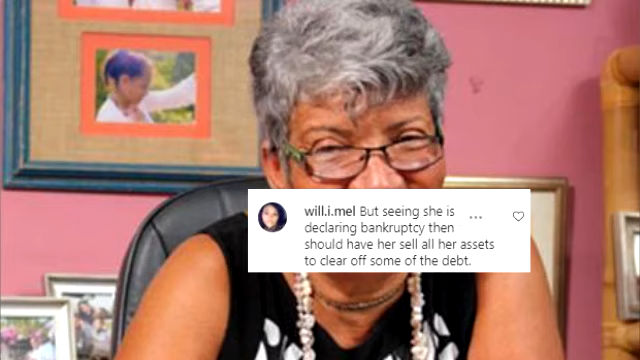 will.i.mel But seeing she is ...
declaring bankruptcy then
should have her sell all her assets
to clear off some of the debt.